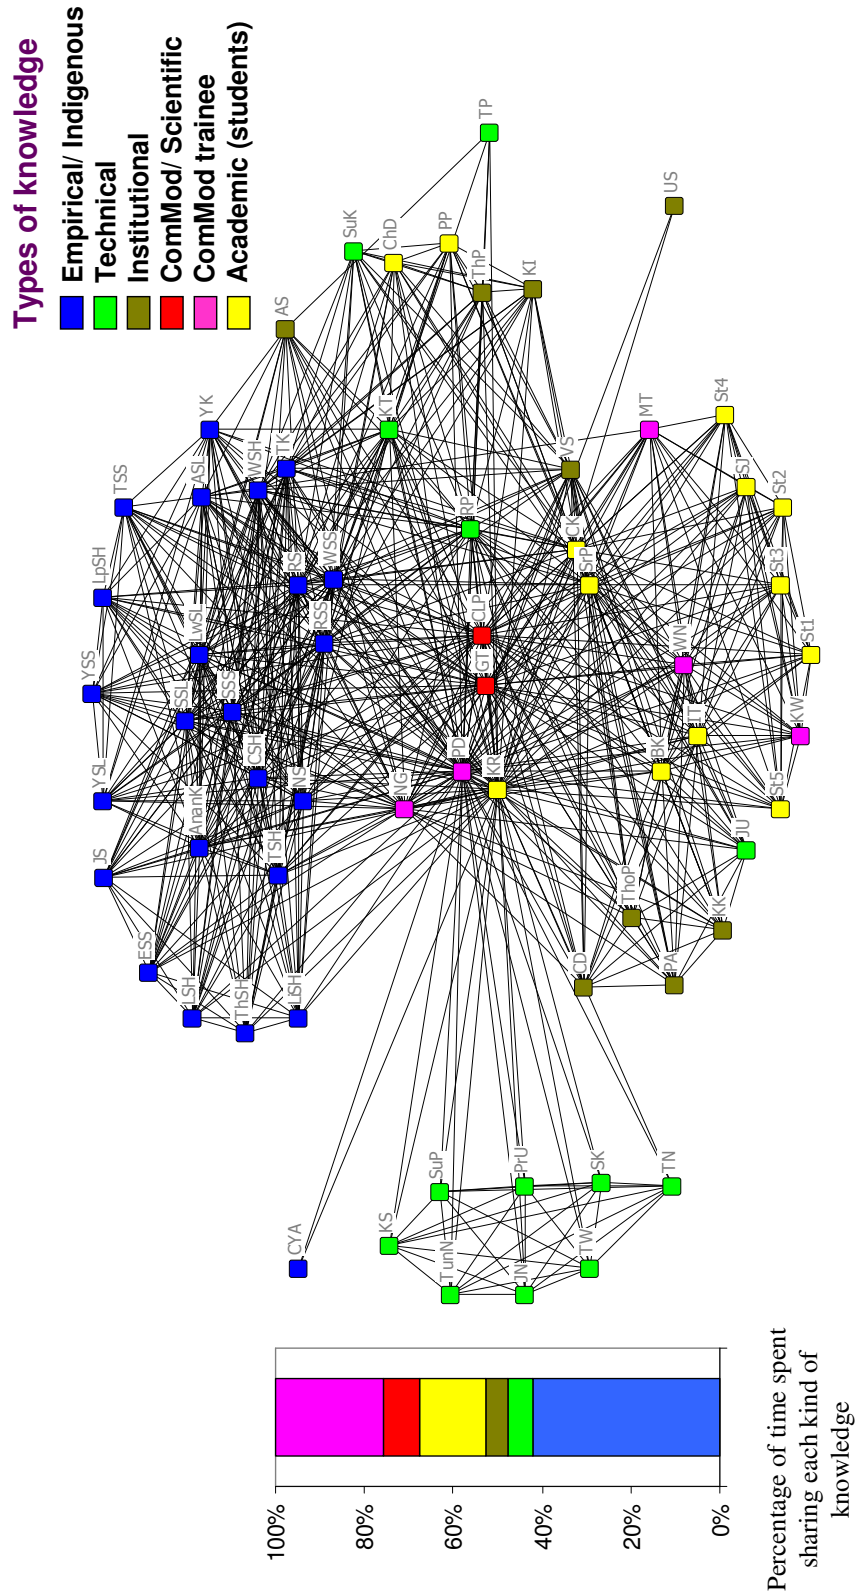 Types of knowledge
Empirical/ Indigenous
Technical
Institutional
ComMod/ Scientific
ComMod trainee
Academic (students)
TP
US
SuK
ChD
PP
ThP
KI
AS
YK
KT
MT
St4
TSS
ASL
WSH
TK
VS
SJ
St2
LpSH
RS
WSS
RP
CK
SrP
St3
YSS
LwSL
RSS
CLP
GT
WN
St1
SSL
SSS
IT
KW
YSL
CSH
NS
NG
PD
KR
BK
St5
JS
AnanK
TSH
JU
ThoP
KK
ESS
CD
PA
LSH
ThSH
CYA
KS
SuP
PrU
SK
TN
TunN
JN
TW
100%
80%
60%
40%
20%
0%
Percentage of time spent
sharing each kind of
knowledge